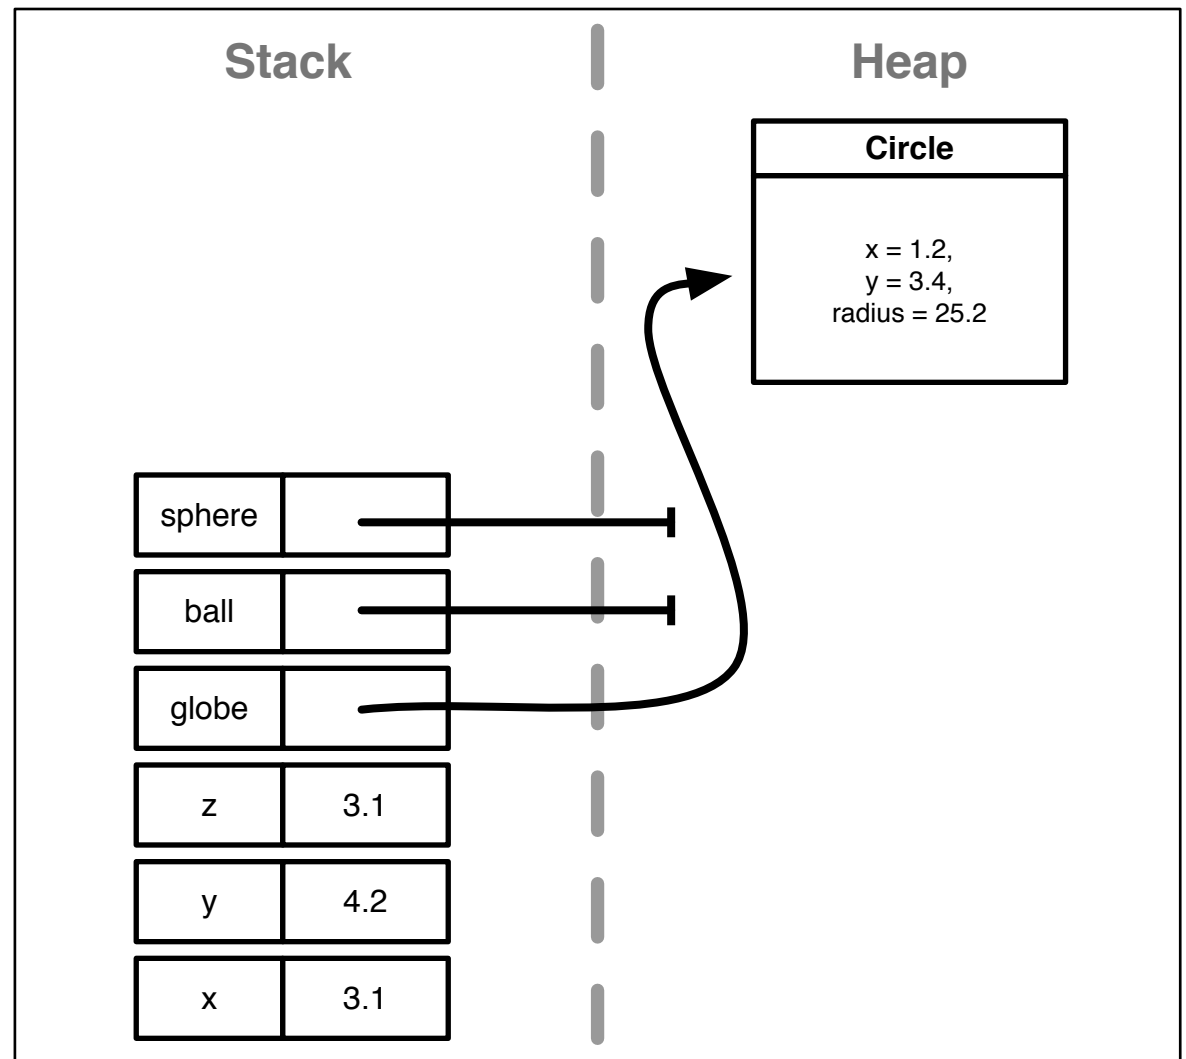 Stack
Heap
Circle
x = 1.2,
y = 3.4,
radius = 25.2
sphere
ball
globe
z 3.1
y 4.2
x 3.1